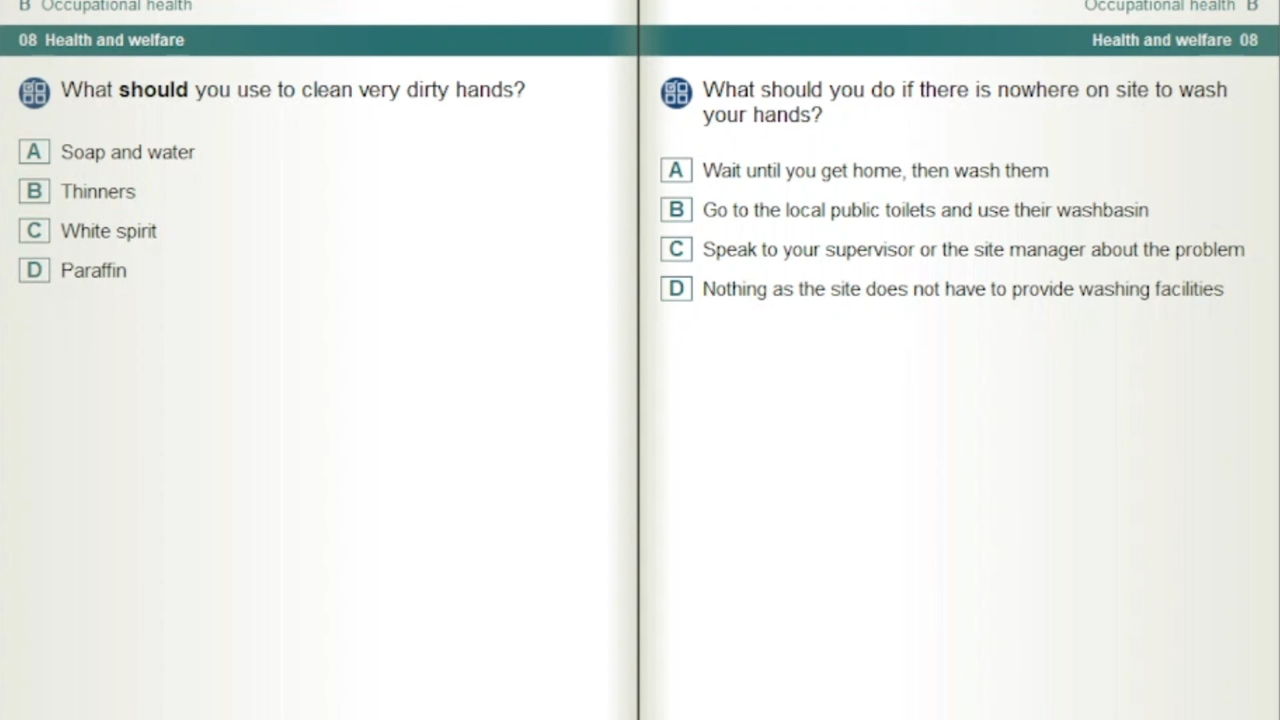 B Occupational health
08 Health and welfare
What should you use to clean very dirty hands?
A Soap and water
B Thinners
C White spirit
D Paraffin
Occupational health B
Health and welfare 08
What should you do if there is nowhere on site to wash
your hands?
A Wait until you get home, then wash them
B Go to the local public toilets and use their washbasin
C Speak to your supervisor or the site manager about the problem
D Nothing as the site does not have to provide washing facilities